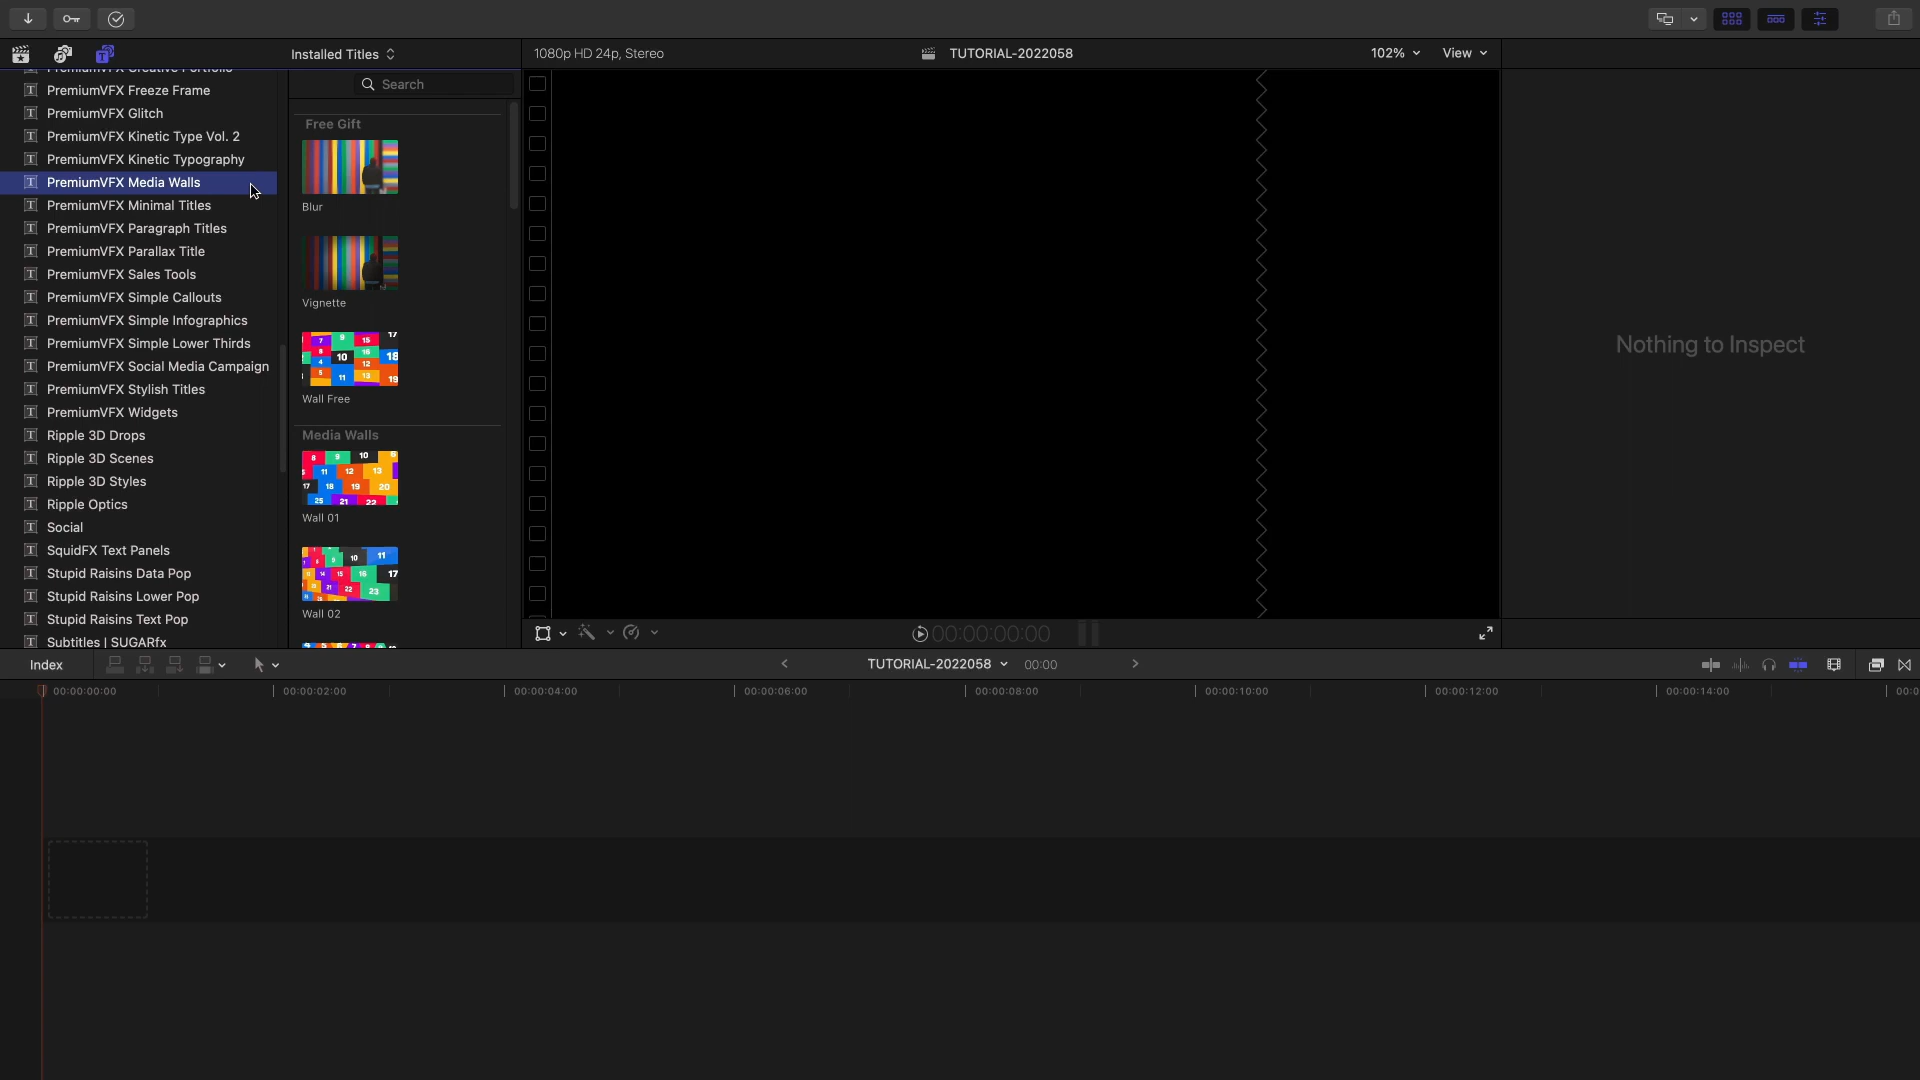 Installed Titles
1080p HD 24p, Stereo
TUTORIAL-2022058
102%
View
PremiumVFX Creative Portfolio
PremiumVFX Freeze Frame
PremiumVFX Glitch
PremiumVFX Kinetic Type Vol. 2
PremiumVFX Kinetic Typography
PremiumVFX Media Walls
PremiumVFX Minimal Titles
PremiumVFX Paragraph Titles
PremiumVFX Parallax Title
PremiumVFX Sales Tools
PremiumVFX Simple Callouts
PremiumVFX Simple Infographics
PremiumVFX Simple Lower Thirds
PremiumVFX Social Media Campaign
PremiumVFX Stylish Titles
PremiumVFX Widgets
Ripple 3D Drops
Ripple 3D Scenes
Ripple 3D Styles
Ripple Optics
Social
SquidFX Text Panels
Stupid Raisins Data Pop
Stupid Raisins Lower Pop
Stupid Raisins Text Pop
Subtitles | SUGARfx
Search
Free Gift
Blur
Vignette
Wall Free
Media Walls
Wall 01
Wall 02
Nothing to Inspect
00:00:00:00
Index
TUTORIAL-2022058
00:00
00:00:00:00
00:00:02:00
00:00:04:00
00:00:06:00
00:00:08:00
00:00:10:00
00:00:12:00
00:00:14:00
00:0